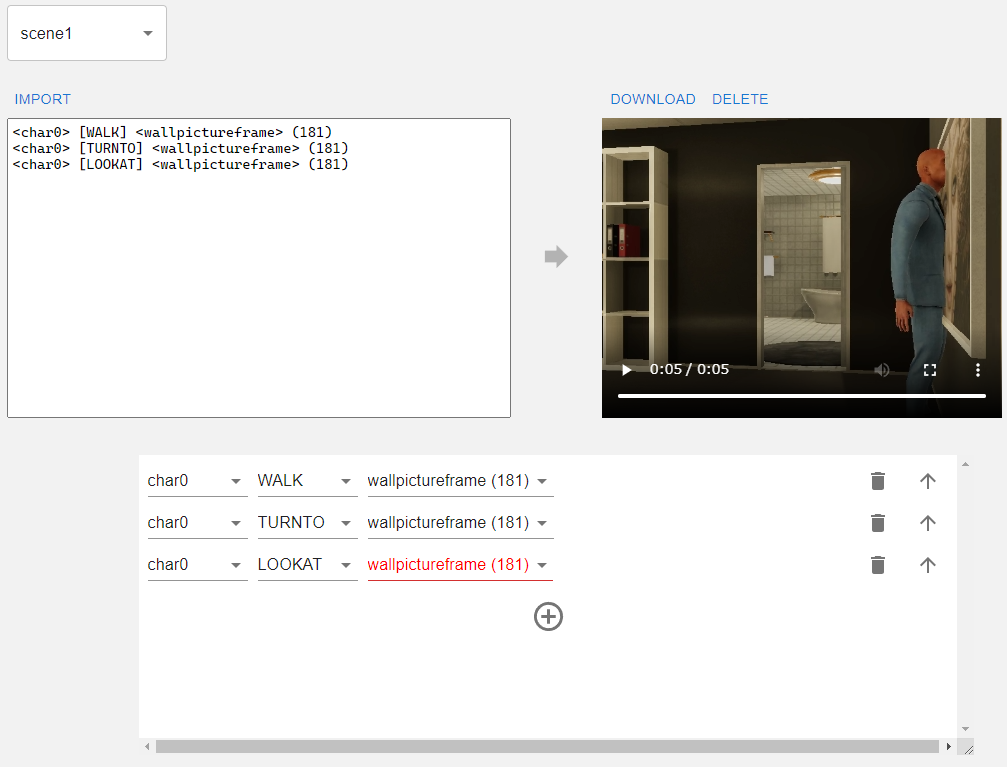 scene1
IMPORT
<char0> [WALK] <wallpictureframe> (181)
<char0> [TURNTO] <wallpictureframe> (181)
<char0> [LOOKAT] <wallpictureframe> (181)
DOWNLOAD DELETE
0:05 / 0:05
char0 WALK wallpictureframe (181)
char0 TURNTO wallpictureframe (181)
char0 LOOKAT wallpictureframe (181)